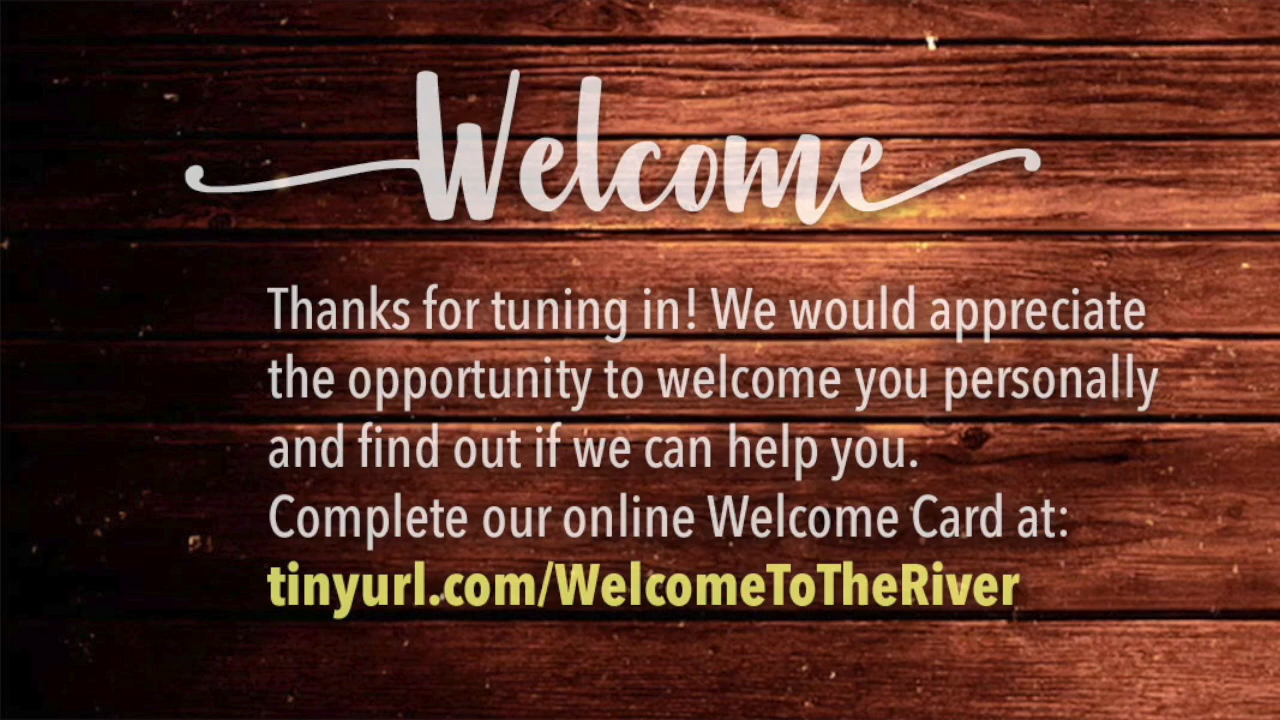 Welcome
Thanks for tuning in! We would appreciate
the opportunity to welcome you personally
and find out if we can help you.
Complete our online Welcome Card at:
tinyurl.com/WelcomeToTheRiver